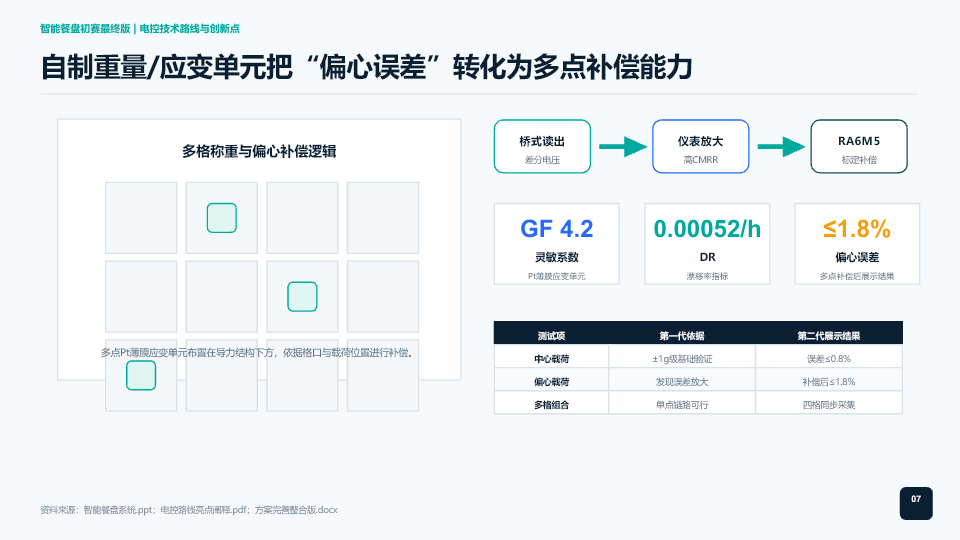 智能餐盘初赛最终版 | 电控技术路线与创新点
自制重量/应变单元把“偏心误差”转化为多点补偿能力
多格称重与偏心补偿逻辑
多点Pt薄膜应变单元布置在导力结构下方，依据格口与载荷位置进行补偿。
桥式读出
差分电压
仪表放大
高CMRR
RA6M5
标定补偿
GF 4.2
灵敏系数
Pt薄膜应变单元
0.00052/h
DR
漂移率指标
≤1.8%
偏心误差
多点补偿后展示结果
测试项 第一代依据 第二代展示结果
中心载荷 ±1g级基础验证 误差≤0.8%
偏心载荷 发现误差放大 补偿后≤1.8%
多格组合 单点链路可行 四格同步采集
资料来源：智能餐盘系统.ppt；电控路线亮点阐释.pdf；方案完善整合版.docx
07